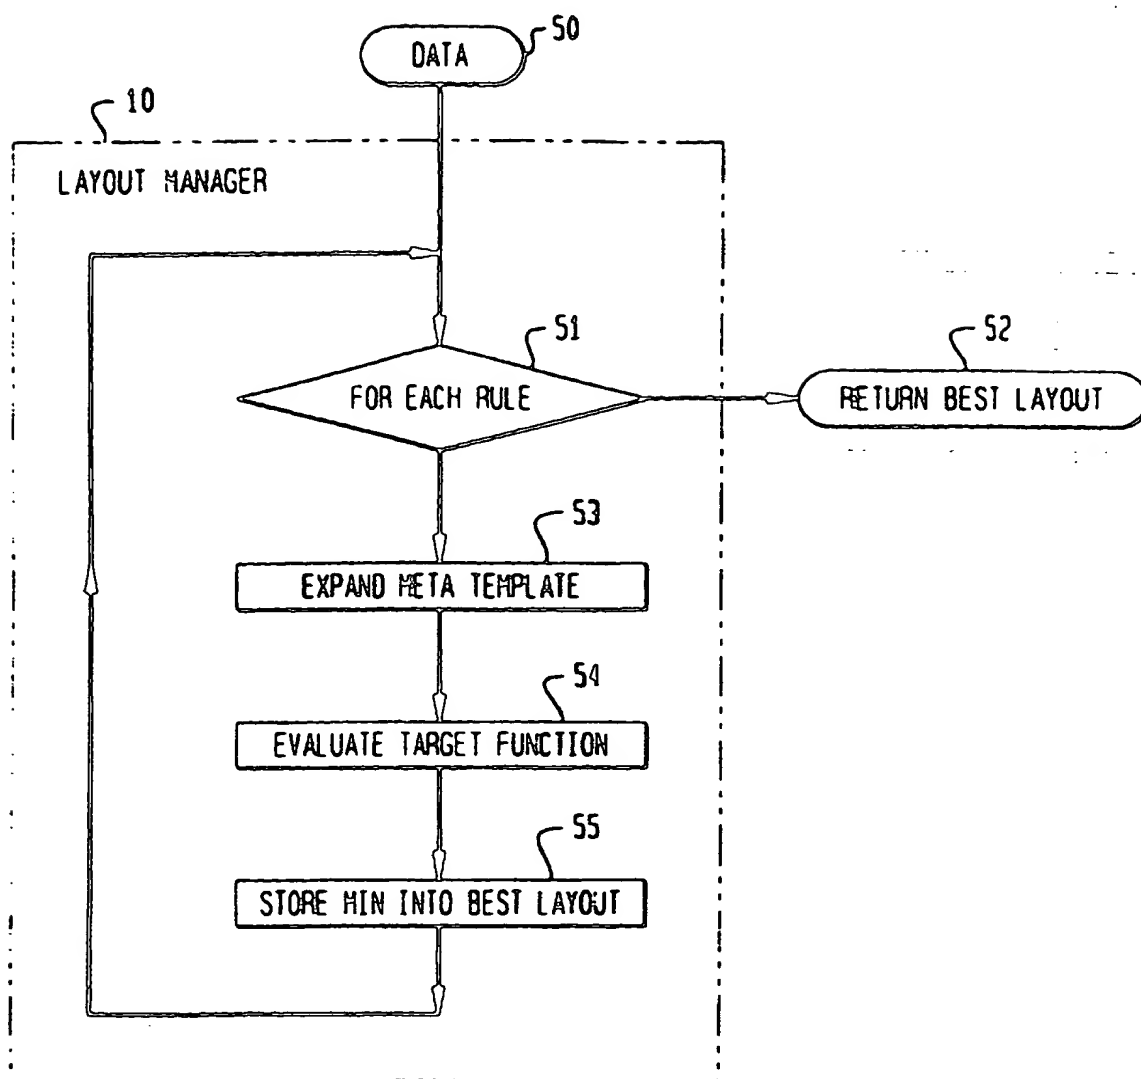 50
DATA
10
LAYOUT MANAGER
51
FOR EACH RULE
52
RETURN BEST LAYOUT
53
EXPAND META TEMPLATE
54
EVALUATE TARGET FUNCTION
55
STORE MIN INTO BEST LAYOUT